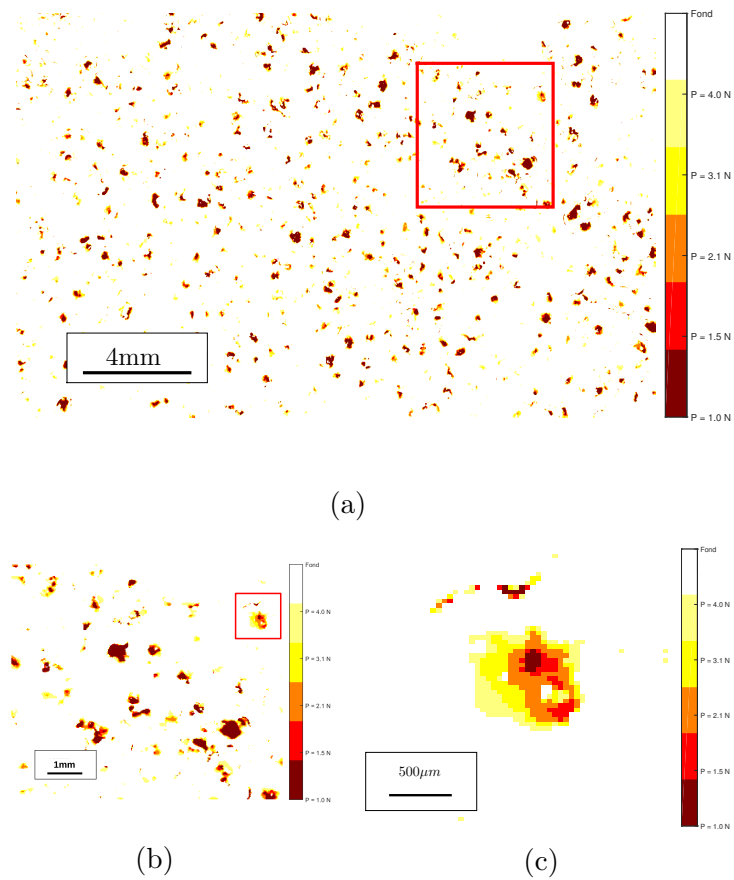 Fond
P = 4.0 N
P = 3.1 N
P = 2.1 N
P = 1.5 N
P = 1.0 N
4mm
(a)
Fond
P = 4.0 N
P = 3.1 N
P = 2.1 N
P = 1.5 N
P = 1.0 N
1mm
(b)
Fond
P = 4.0 N
P = 3.1 N
P = 2.1 N
P = 1.5 N
P = 1.0 N
500μm
(c)